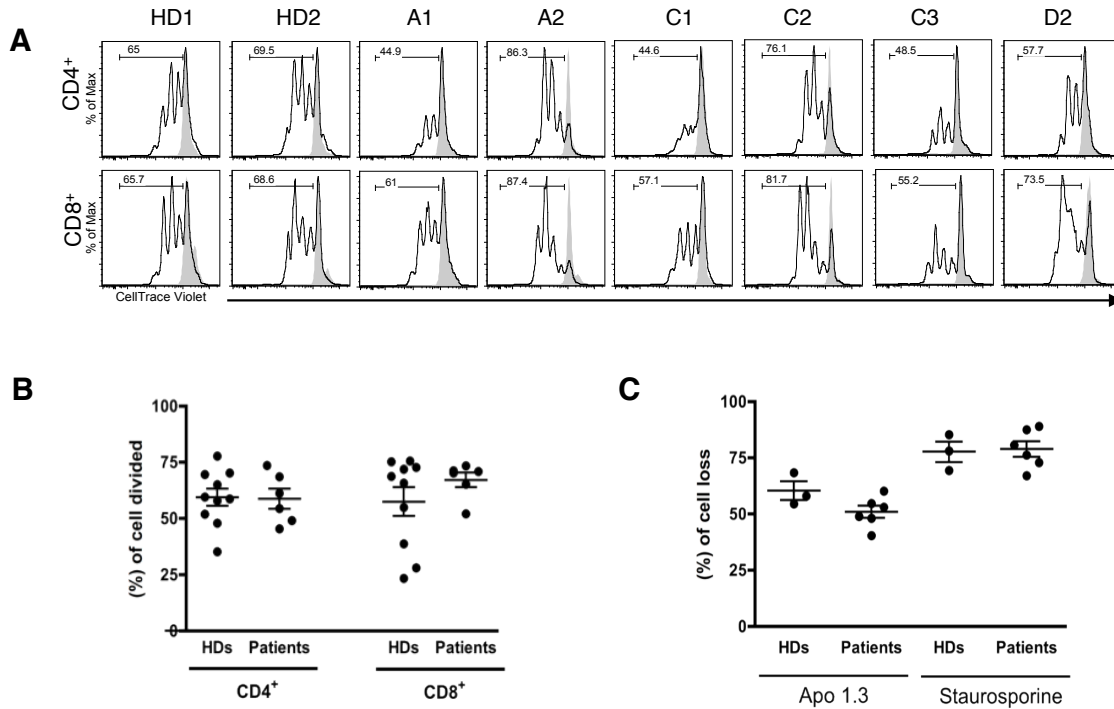 HD1 HD2 A1 A2 C1 C2 C3 D2
A
CD4+
% of Max
65 69.5 44.9 86.3 44.6 76.1 48.5 57.7
CD8+
% of Max
65.7 68.6 61 87.4 57.1 81.7 55.2 73.5
CellTrace Violet
B
(%) of cell divided
100
75
50
25
0
HDs Patients HDs Patients
CD4+ CD8+
C
(%) of cell loss
100
75
50
25
0
HDs Patients HDs Patients
Apo 1.3 Staurosporine